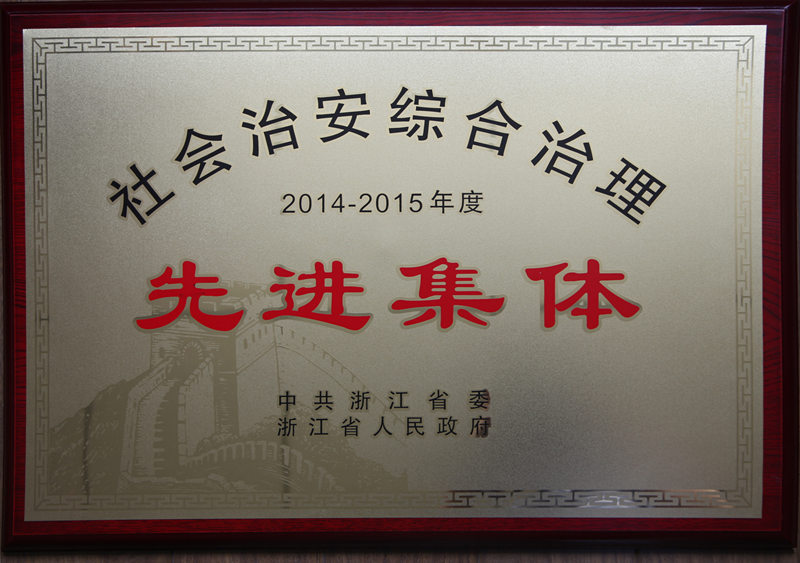 社会治安综合治理
2014-2015年度
先进集体
中共浙江省委
浙江省人民政府